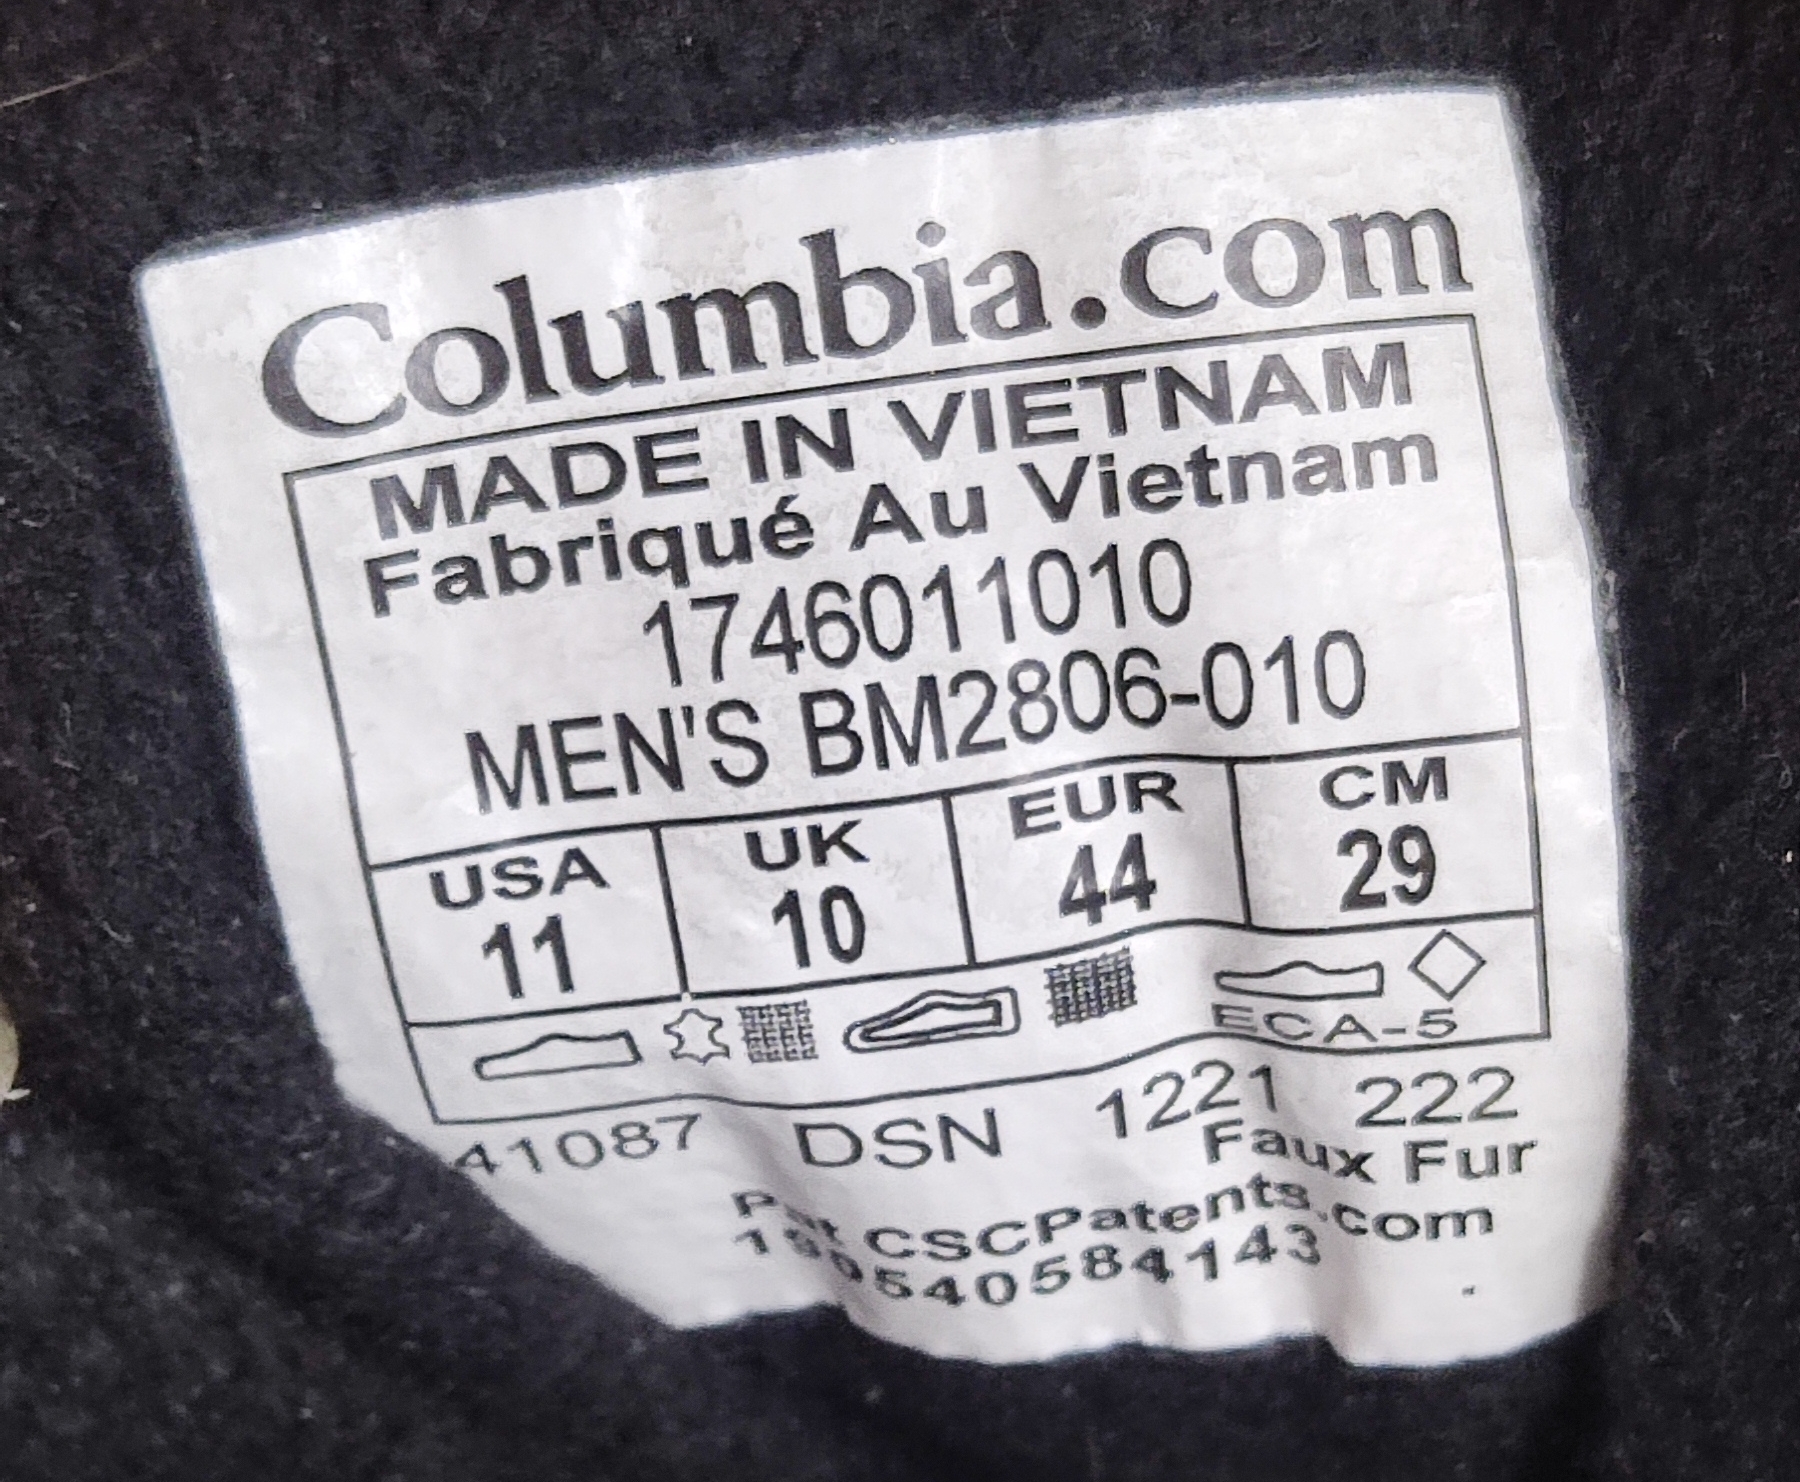 Columbia.com
MADE IN VIETNAM
Fabriqué Au Vietnam
1746011010
MEN'S BM2806-010
USA UK EUR CM
11 10 44 29
ECA-5
41087 DSN 1221 222
Faux Fur
CSCPatents.com